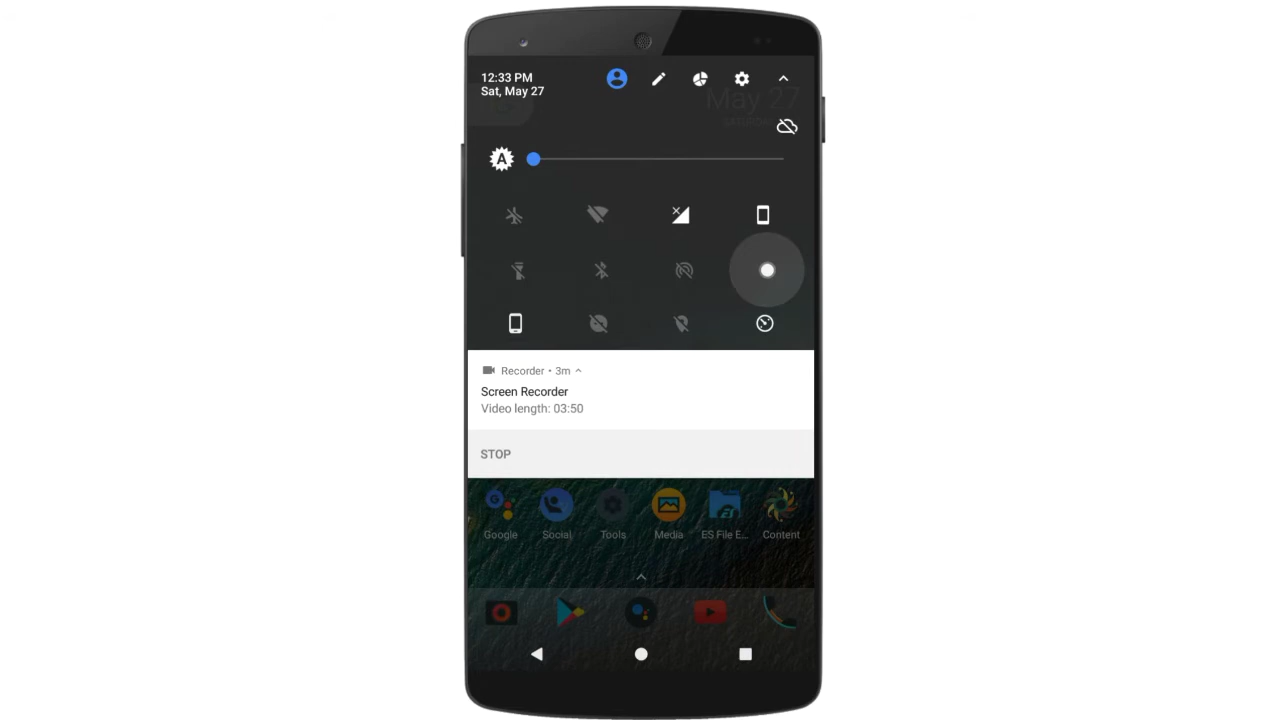 12:33 PM
Sat, May 27
May 27
SATURDAY
A
Recorder • 3m
Screen Recorder
Video length: 03:50
STOP
Google
Social
Tools
Media
ES File E...
Content